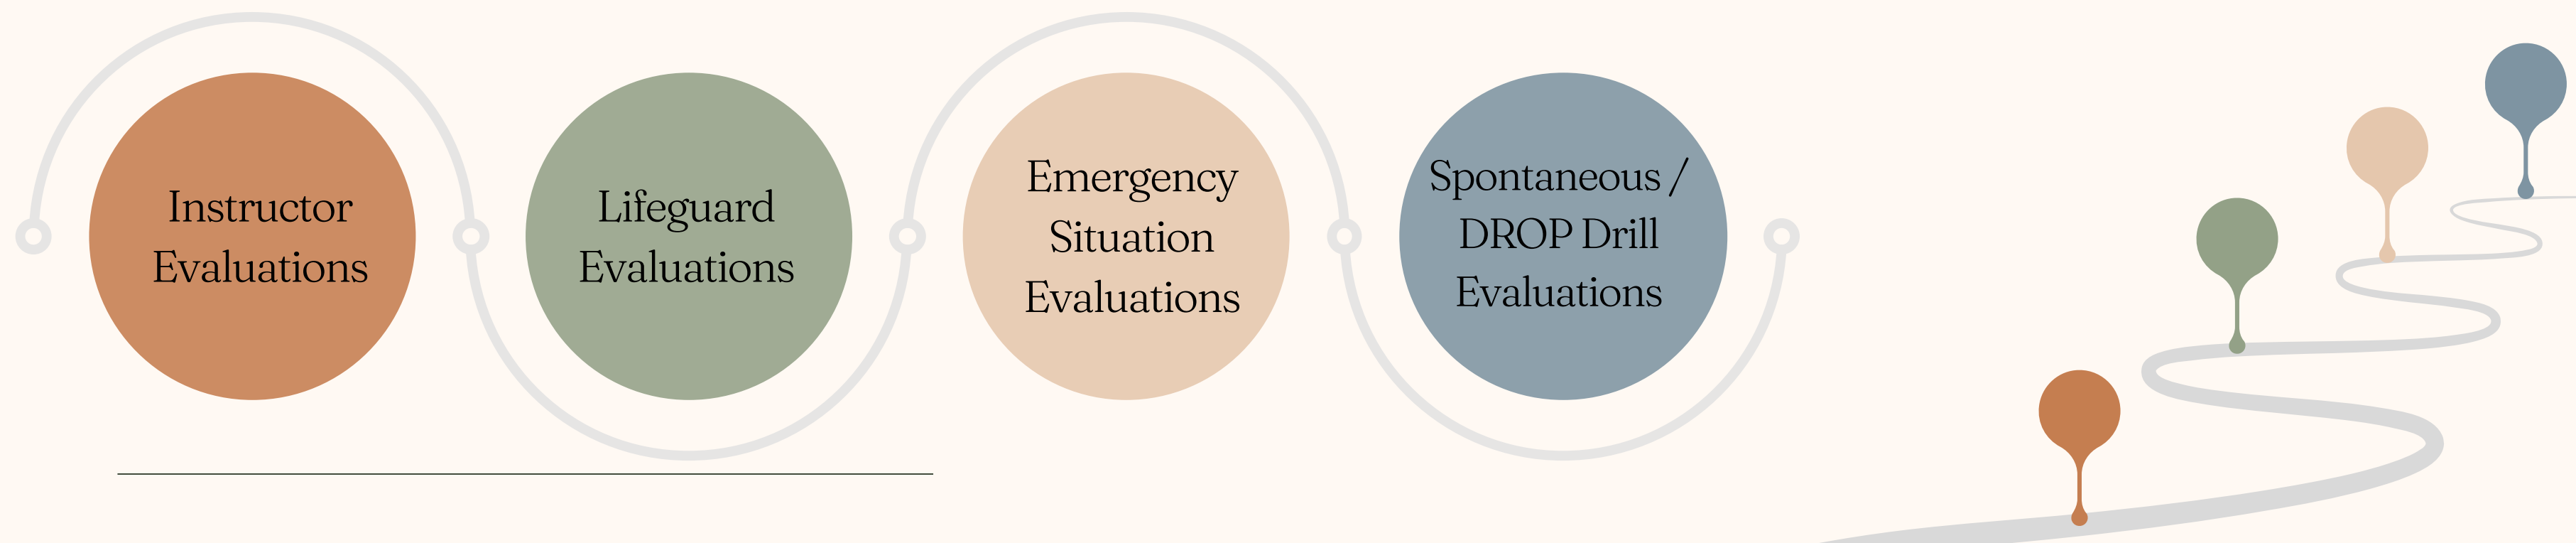 Instructor
Evaluations
Lifeguard
Evaluations
Emergency
Situation
Evaluations
Spontaneous /
DROP Drill
Evaluations